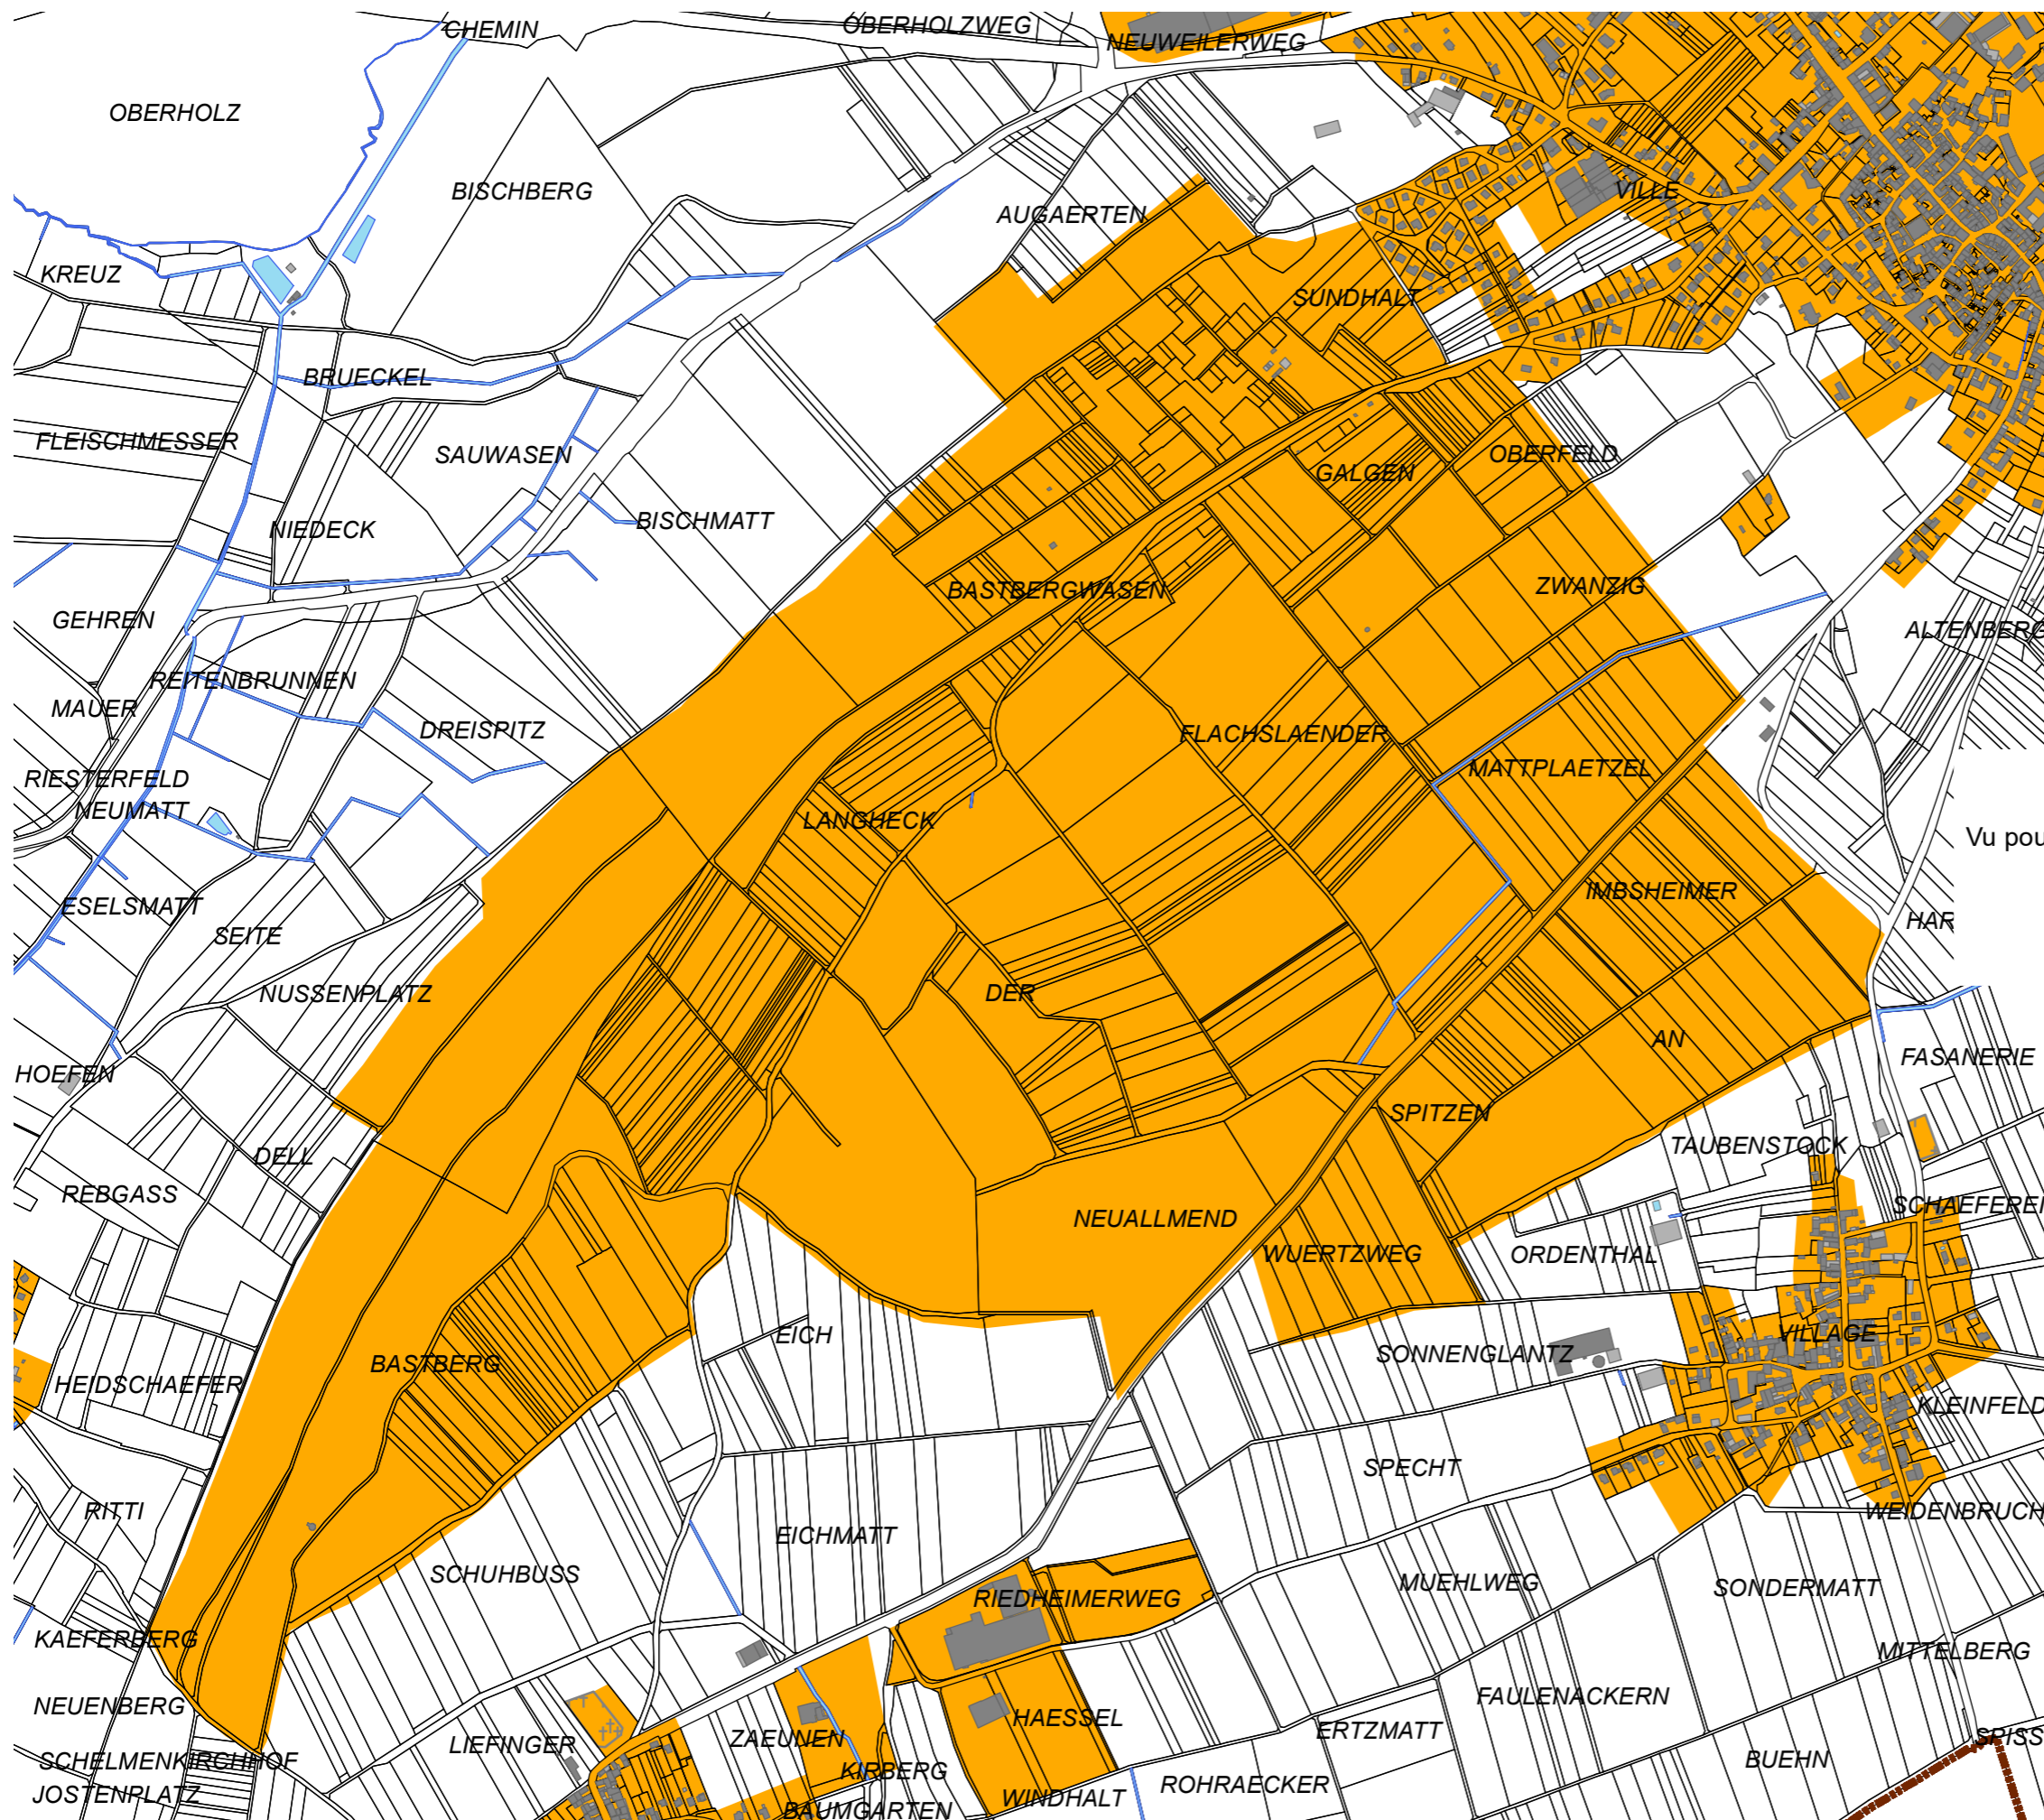 CHEMIN
OBERHOLZWEG
NEUWEILERWEG
OBERHOLZ
BISCHBERG
VILLE
AUGAERTEN
KREUZ
SUNDHALT
BRUECKEL
FLEISCHMESSER
SAUWASEN
OBERFELD
GALGEN
NIEDECK
BISCHMATT
BASTBERGWASEN
ZWANZIG
GEHREN
ALTENBERG
REITENBRUNNEN
MAUER
DREISPITZ
FLACHSLAENDER
MATTPLAETZEL
RIESTERFELD
NEUMATT
LANGHECK
Vu pou
IMBSHEIMER
ESELSMATT
HAR
SEITE
NUSSENPLATZ
DER
AN
FASANERIE
HOEFEN
SPITZEN
TAUBENSTOCK
DELL
REBGASS
SCHAEFEREI
NEUALLMEND
WUERTZWEG
ORDENTHAL
EICH
VILLAGE
SONNENGLANTZ
BASTBERG
HEIDSCHAEFER
KLEINFELD
SPECHT
RITTI
WEIDENBRUCH
EICHMATT
SCHUHBUSS
MUEHLWEG
SONDERMATT
RIEDHEIMERWEG
KAEFERBERG
MITTELBERG
NEUENBERG
FAULENACKERN
HAESSEL
ERTZMATT
ZAEUNEN
LIEFINGER
SPISS
SCHELMENKIRCHHOF
BUEHN
KIRBERG
ROHRAECKER
JOSTENPLATZ
WINDHALT
BAUMGARTEN